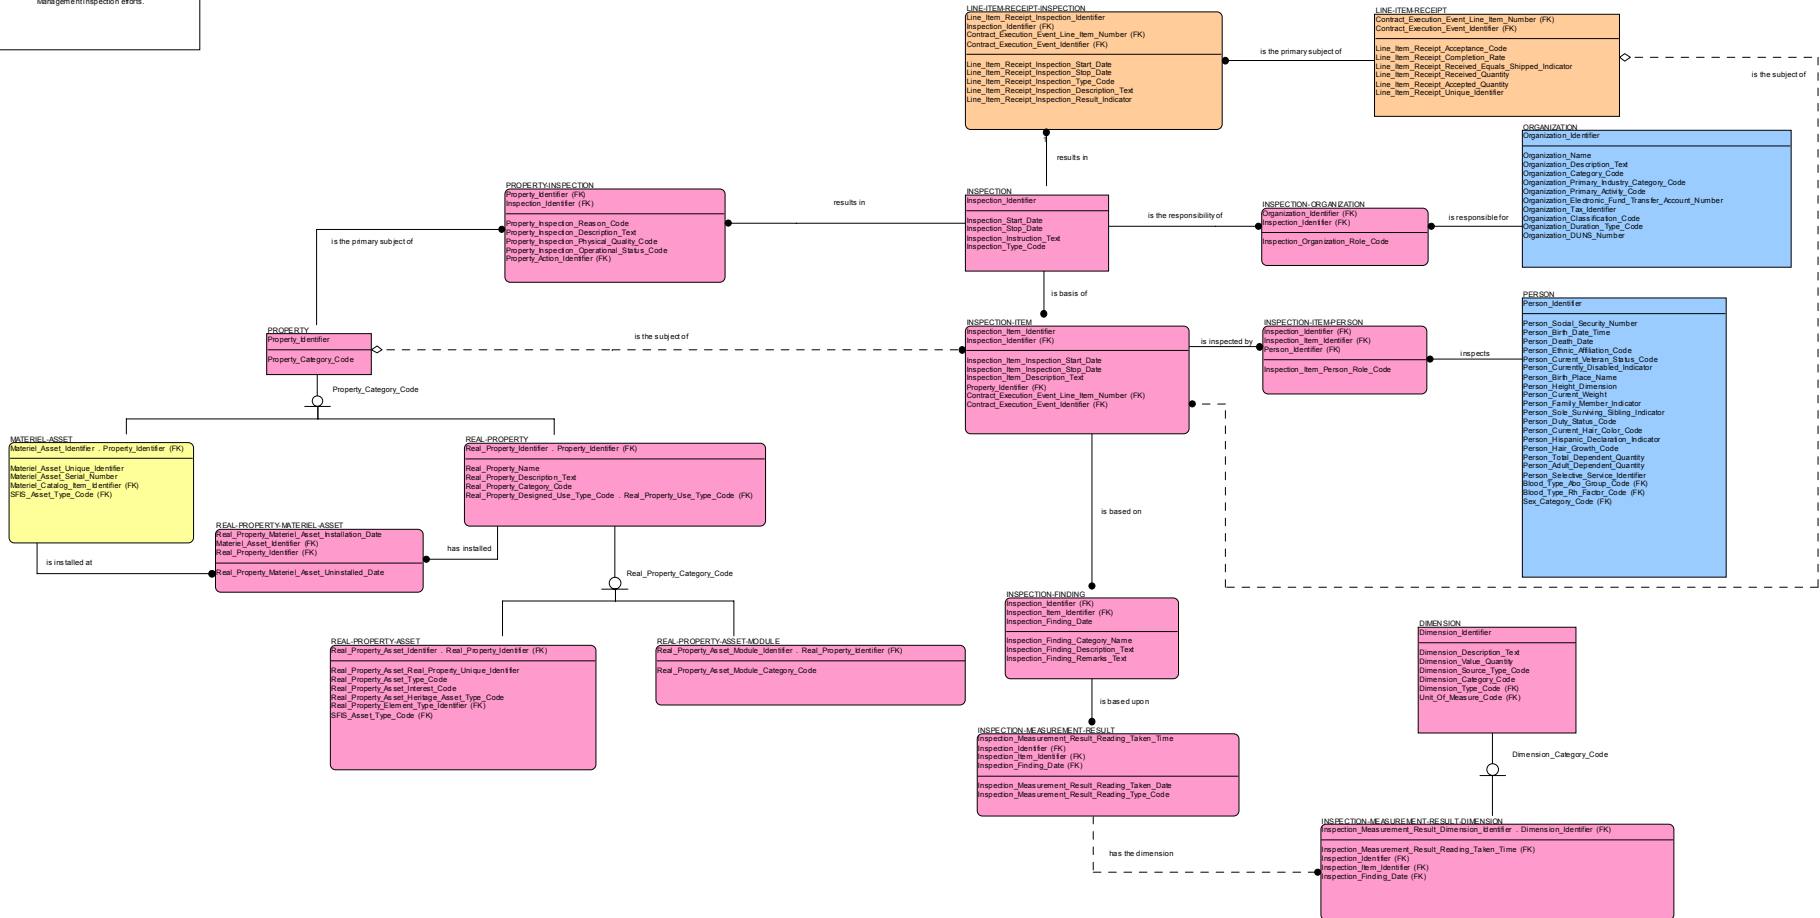 Management Inspection efforts.
LINE-ITEM-RECEIPT-INSPECTION
Line_Item_Receipt_Inspection_Identifier
Inspection_Identifier (FK)
Contract_Execution_Event_Line_Item_Number (FK)
Contract_Execution_Event_Identifier (FK)
Line_Item_Receipt_Inspection_Start_Date
Line_Item_Receipt_Inspection_Stop_Date
Line_Item_Receipt_Inspection_Type_Code
Line_Item_Receipt_Inspection_Description_Text
Line_Item_Receipt_Inspection_Result_Indicator
is the primary subject of
LINE-ITEM-RECEIPT
Contract_Execution_Event_Line_Item_Number (FK)
Contract_Execution_Event_Identifier (FK)
Line_Item_Receipt_Acceptance_Code
Line_Item_Receipt_Completion_Rate
Line_Item_Receipt_Received_Equals_Shipped_Indicator
Line_Item_Receipt_Received_Quantity
Line_Item_Receipt_Accepted_Quantity
Line_Item_Receipt_Unique_Identifier
is the subject of
results in
ORGANIZATION
Organization_Identifier
Organization_Name
Organization_Description_Text
Organization_Category_Code
Organization_Primary_Industry_Category_Code
Organization_Primary_Activity_Code
Organization_Electronic_Fund_Transfer_Account_Number
Organization_Tax_Identifier
Organization_Classification_Code
Organization_Duration_Type_Code
Organization_DUNS_Number
PROPERTY-INSPECTION
Property_Identifier (FK)
Inspection_Identifier (FK)
Property_Inspection_Reason_Code
Property_Inspection_Description_Text
Property_Inspection_Physical_Quality_Code
Property_Inspection_Operational_Status_Code
Property_Action_Identifier (FK)
results in
INSPECTION
Inspection_Identifier
Inspection_Start_Date
Inspection_Stop_Date
Inspection_Instruction_Text
Inspection_Type_Code
is the responsibility of
INSPECTION-ORGANIZATION
Organization_Identifier (FK)
Inspection_Identifier (FK)
Inspection_Organization_Role_Code
is responsible for
is the primary subject of
is basis of
PROPERTY
Property_Identifier
Property_Category_Code
is the subject of
INSPECTION-ITEM
Inspection_Item_Identifier
Inspection_Identifier (FK)
Inspection_Item_Inspection_Start_Date
Inspection_Item_Inspection_Stop_Date
Inspection_Item_Description_Text
Property_Identifier (FK)
Contract_Execution_Event_Line_Item_Number (FK)
Contract_Execution_Event_Identifier (FK)
is inspected by
INSPECTION-ITEM-PERSON
Inspection_Identifier (FK)
Inspection_Item_Identifier (FK)
Person_Identifier (FK)
Inspection_Item_Person_Role_Code
inspects
PERSON
Person_Identifier
Person_Social_Security_Number
Person_Birth_Date_Time
Person_Death_Date
Person_Ethnic_Affiliation_Code
Person_Current_Veteran_Status_Code
Person_Currently_Disabled_Indicator
Person_Birth_Place_Name
Person_Height_Dimension
Person_Current_Weight
Person_Family_Member_Indicator
Person_Sole_Surviving_Sibling_Indicator
Person_Duty_Status_Code
Person_Current_Hair_Color_Code
Person_Hispanic_Declaration_Indicator
Person_Hair_Growth_Code
Person_Total_Dependent_Quantity
Person_Adult_Dependent_Quantity
Person_Selective_Service_Identifier
Blood_Type_Abo_Group_Code (FK)
Blood_Type_Rh_Factor_Code (FK)
Sex_Category_Code (FK)
Property_Category_Code
MATERIEL-ASSET
Materiel_Asset_Identifier . Property_Identifier (FK)
Materiel_Asset_Unique_Identifier
Materiel_Asset_Serial_Number
Materiel_Catalog_Item_Identifier (FK)
SFIS_Asset_Type_Code (FK)
REAL-PROPERTY
Real_Property_Identifier . Property_Identifier (FK)
Real_Property_Name
Real_Property_Description_Text
Real_Property_Category_Code
Real_Property_Designed_Use_Type_Code . Real_Property_Use_Type_Code (FK)
is based on
REAL-PROPERTY-MATERIEL-ASSET
Real_Property_Materiel_Asset_Installation_Date
Materiel_Asset_Identifier (FK)
Real_Property_Identifier (FK)
Real_Property_Materiel_Asset_Uninstalled_Date
has installed
is installed at
Real_Property_Category_Code
INSPECTION-FINDING
Inspection_Identifier (FK)
Inspection_Item_Identifier (FK)
Inspection_Finding_Date
Inspection_Finding_Category_Name
Inspection_Finding_Description_Text
Inspection_Finding_Remarks_Text
REAL-PROPERTY-ASSET
Real_Property_Asset_Identifier . Real_Property_Identifier (FK)
Real_Property_Asset_Real_Property_Unique_Identifier
Real_Property_Asset_Type_Code
Real_Property_Asset_Interest_Code
Real_Property_Asset_Heritage_Asset_Type_Code
Real_Property_Element_Type_Identifier (FK)
SFIS_Asset_Type_Code (FK)
REAL-PROPERTY-ASSET-MODULE
Real_Property_Asset_Module_Identifier . Real_Property_Identifier (FK)
Real_Property_Asset_Module_Category_Code
DIMENSION
Dimension_Identifier
Dimension_Description_Text
Dimension_Value_Quantity
Dimension_Source_Type_Code
Dimension_Category_Code
Dimension_Type_Code (FK)
Unit_Of_Measure_Code (FK)
is based upon
INSPECTION-MEASUREMENT-RESULT
Inspection_Measurement_Result_Reading_Taken_Time
Inspection_Identifier (FK)
Inspection_Item_Identifier (FK)
Inspection_Finding_Date (FK)
Inspection_Measurement_Result_Reading_Taken_Date
Inspection_Measurement_Result_Reading_Type_Code
Dimension_Category_Code
has the dimension
INSPECTION-MEASUREMENT-RESULT-DIMENSION
Inspection_Measurement_Result_Dimension_Identifier . Dimension_Identifier (FK)
Inspection_Measurement_Result_Reading_Taken_Time (FK)
Inspection_Identifier (FK)
Inspection_Item_Identifier (FK)
Inspection_Finding_Date (FK)